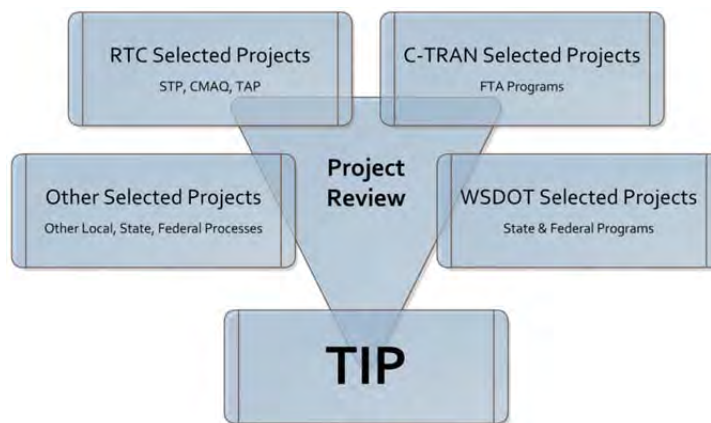 RTC Selected Projects
STP, CMAQ, TAP
C-TRAN Selected Projects
FTA Programs
Project
Review
Other Selected Projects
Other Local, State, Federal Processes
WSDOT Selected Projects
State & Federal Programs
TIP